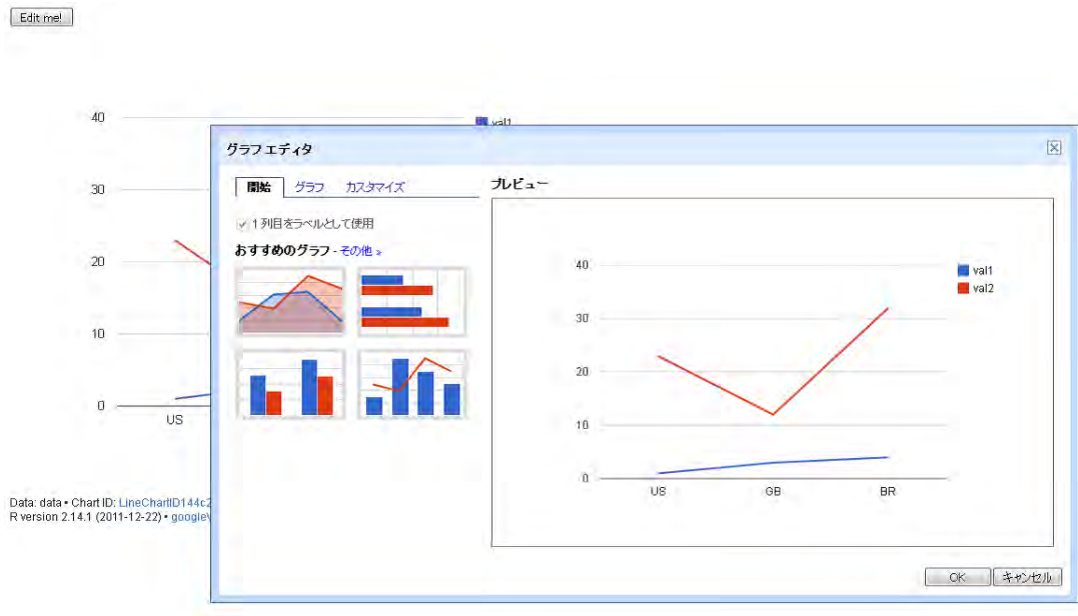 Edit me!
40
30
20
10
0
US
val1
グラフ エディタ
開始 グラフ カスタマイズ
1 列目をラベルとして使用
おすすめのグラフ - その他 »
プレビュー
40
30
20
10
0
US GB BR
val1
val2
OK キャンセル
Data: data • Chart ID: LineChartID144c2
R version 2.14.1 (2011-12-22) •